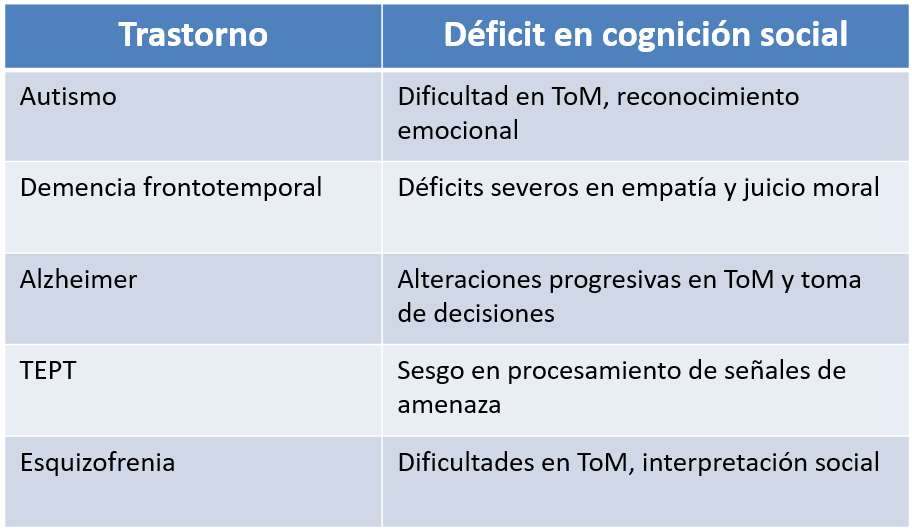 Trastorno
Déficit en cognición social
Autismo
Dificultad en ToM, reconocimiento
emocional
Demencia frontotemporal
Déficits severos en empatía y juicio moral
Alzheimer
Alteraciones progresivas en ToM y toma
de decisiones
TEPT
Sesgo en procesamiento de señales de
amenaza
Esquizofrenia
Dificultades en ToM, interpretación social